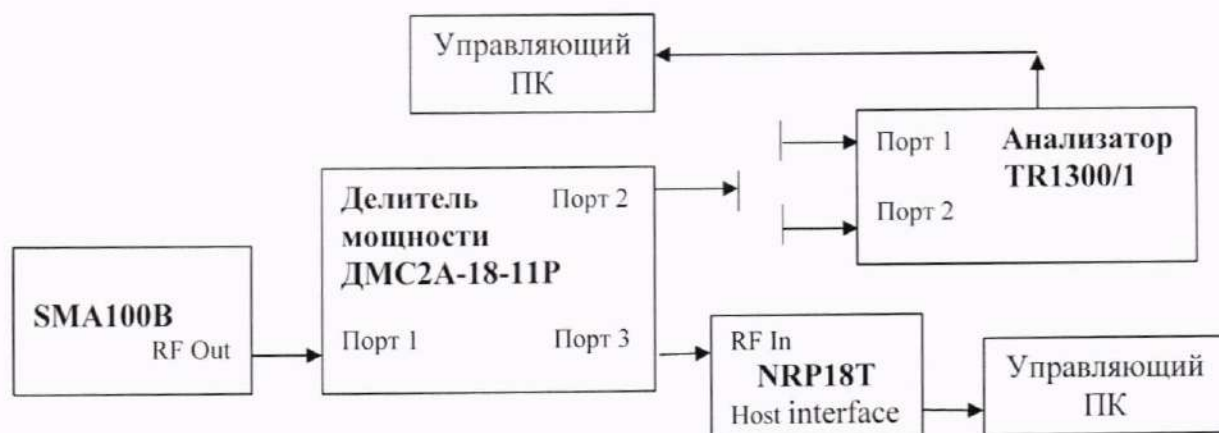 Управляющий
ПК
Порт 1
Анализатор
TR1300/1
Порт 2
Делитель
мощности
ДМС2А-18-11Р
Порт 2
Порт 1
Порт 3
SMA100B
RF Out
RF In
NRP18T
Host interface
Управляющий
ПК